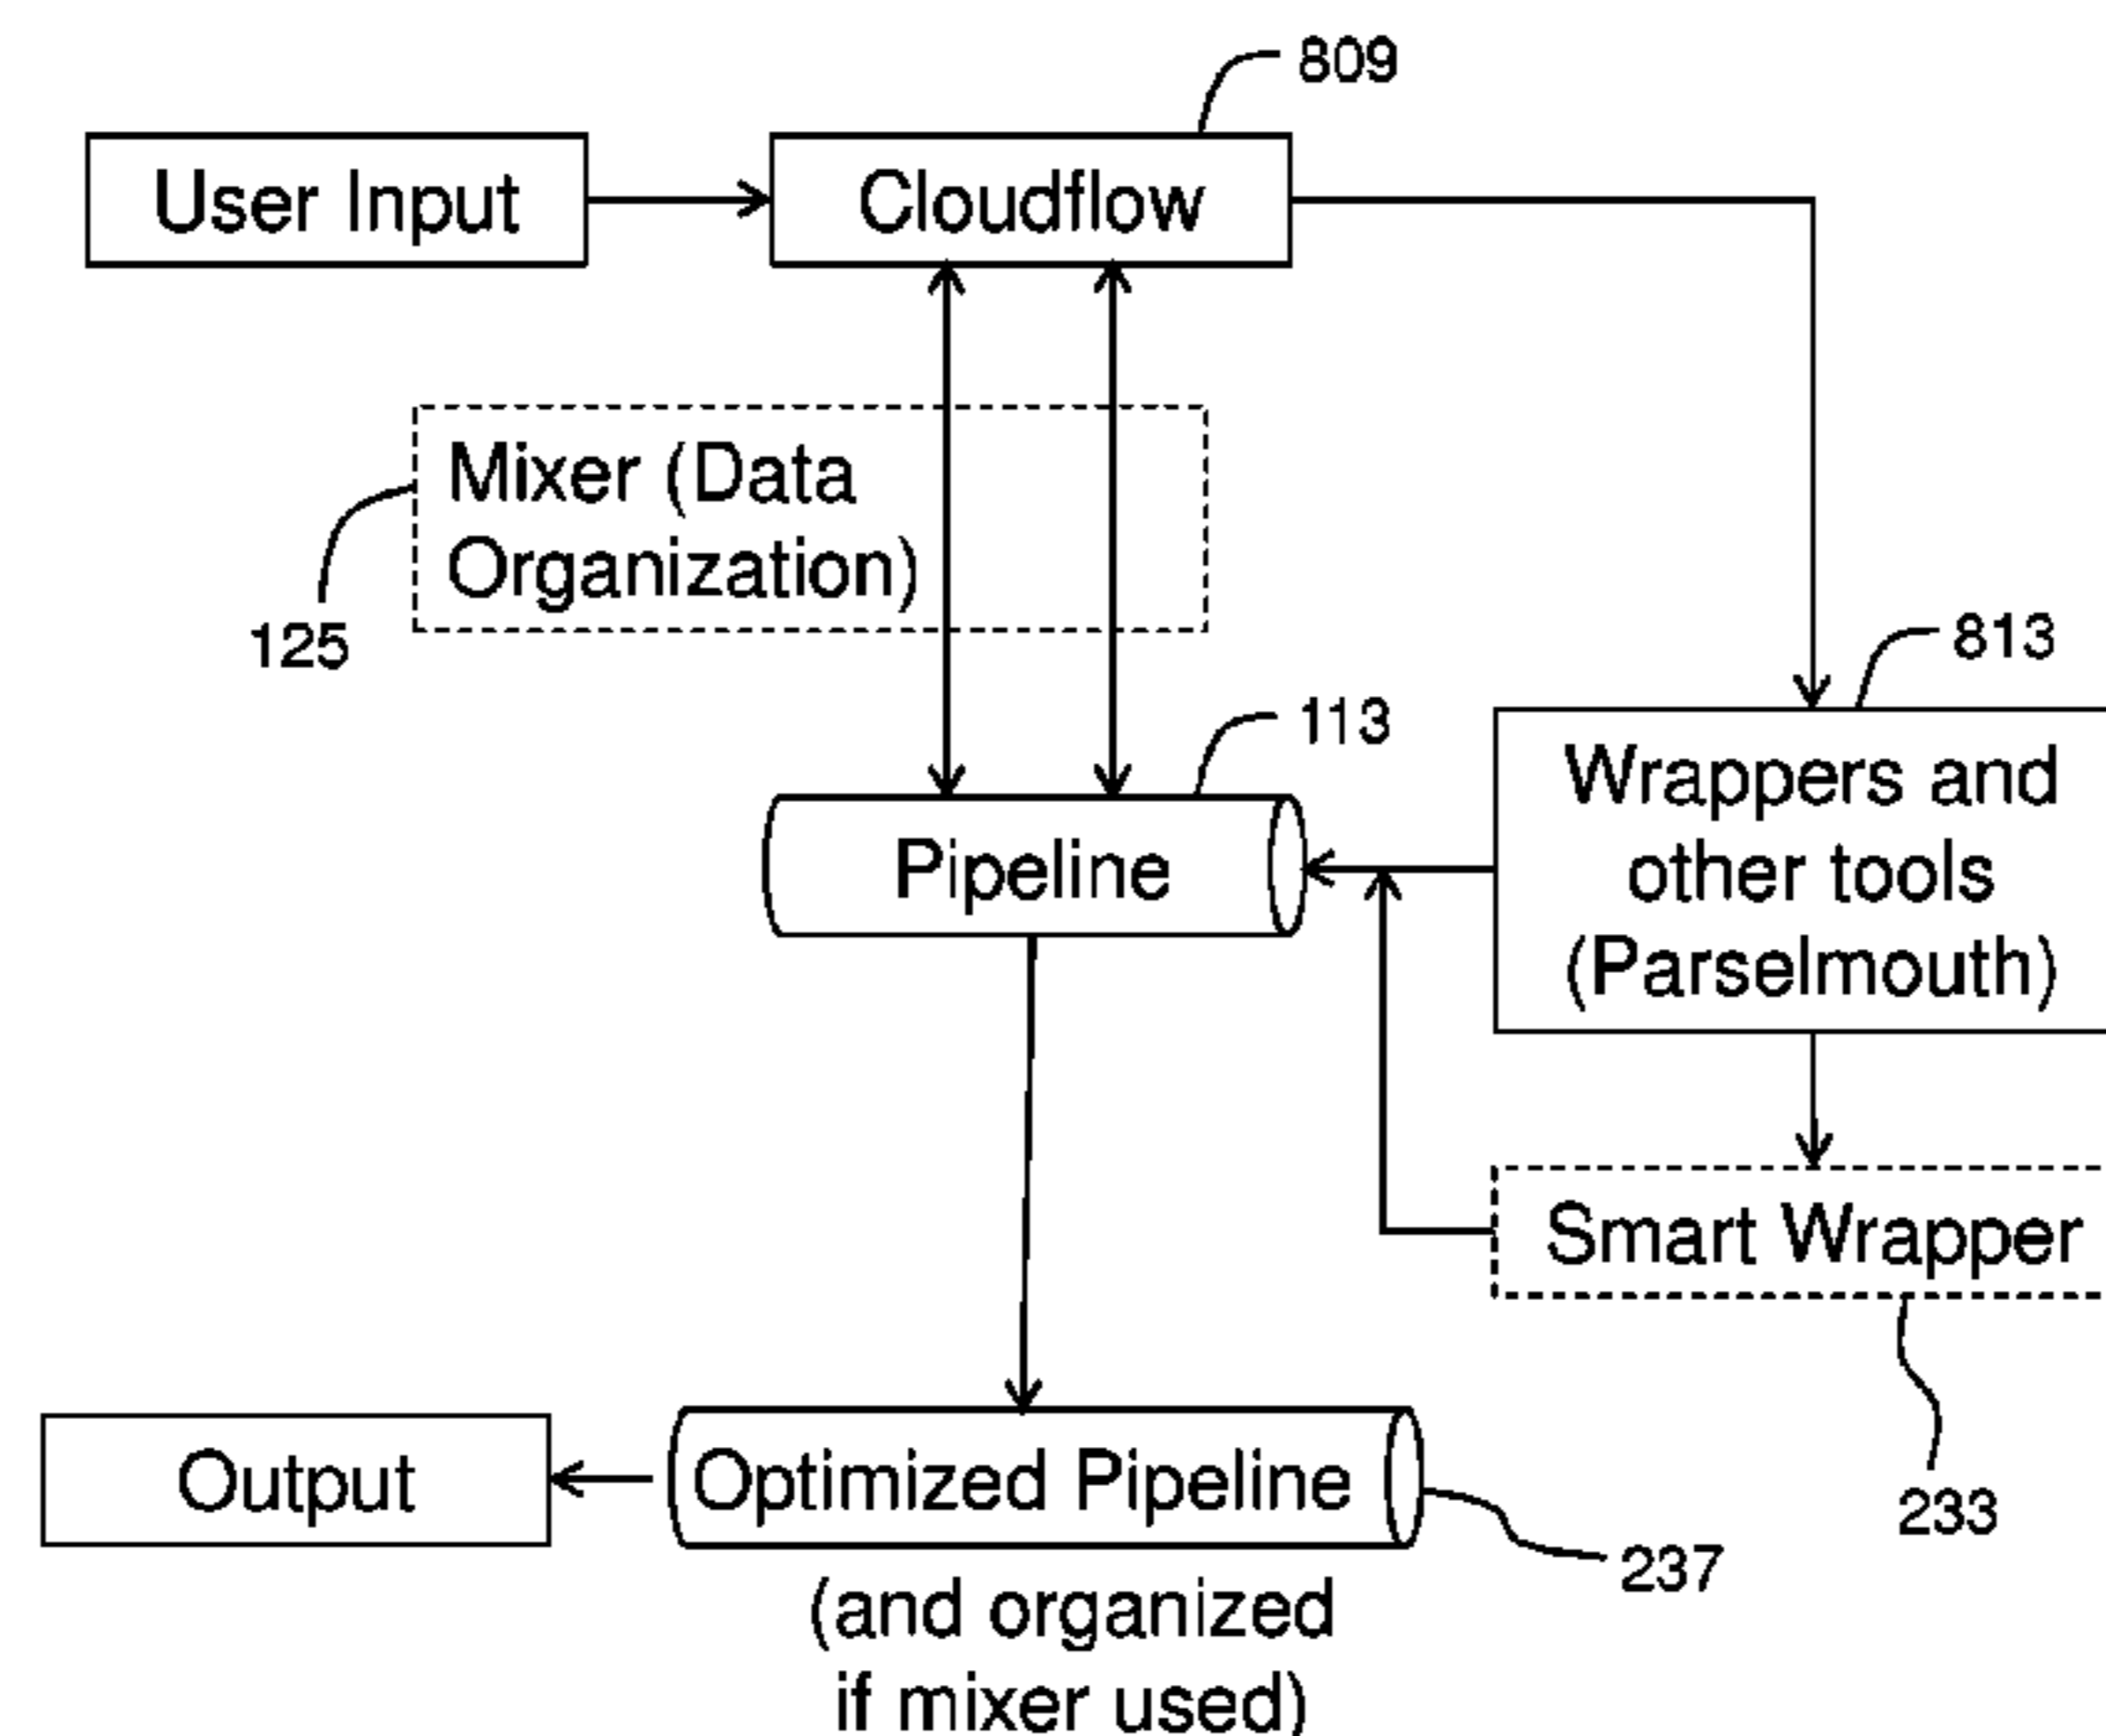 809
User Input
Cloudflow
Mixer (Data
Organization)
125
813
113
Wrappers and
other tools
(Parselmouth)
Pipeline
Smart Wrapper
Output
Optimized Pipeline
233
237
(and organized
if mixer used)